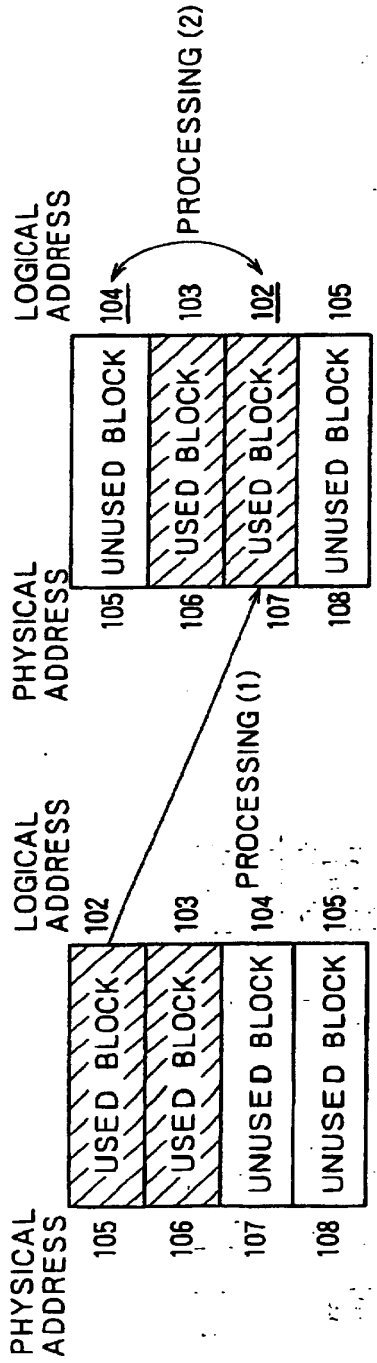 PHYSICAL ADDRESS
LOGICAL ADDRESS
105 USED BLOCK 102
106 USED BLOCK 103
107 UNUSED BLOCK 104
108 UNUSED BLOCK 105
PROCESSING (1)
PHYSICAL ADDRESS
LOGICAL ADDRESS
105 UNUSED BLOCK 104
106 USED BLOCK 103
107 USED BLOCK 102
108 UNUSED BLOCK 105
PROCESSING (2)